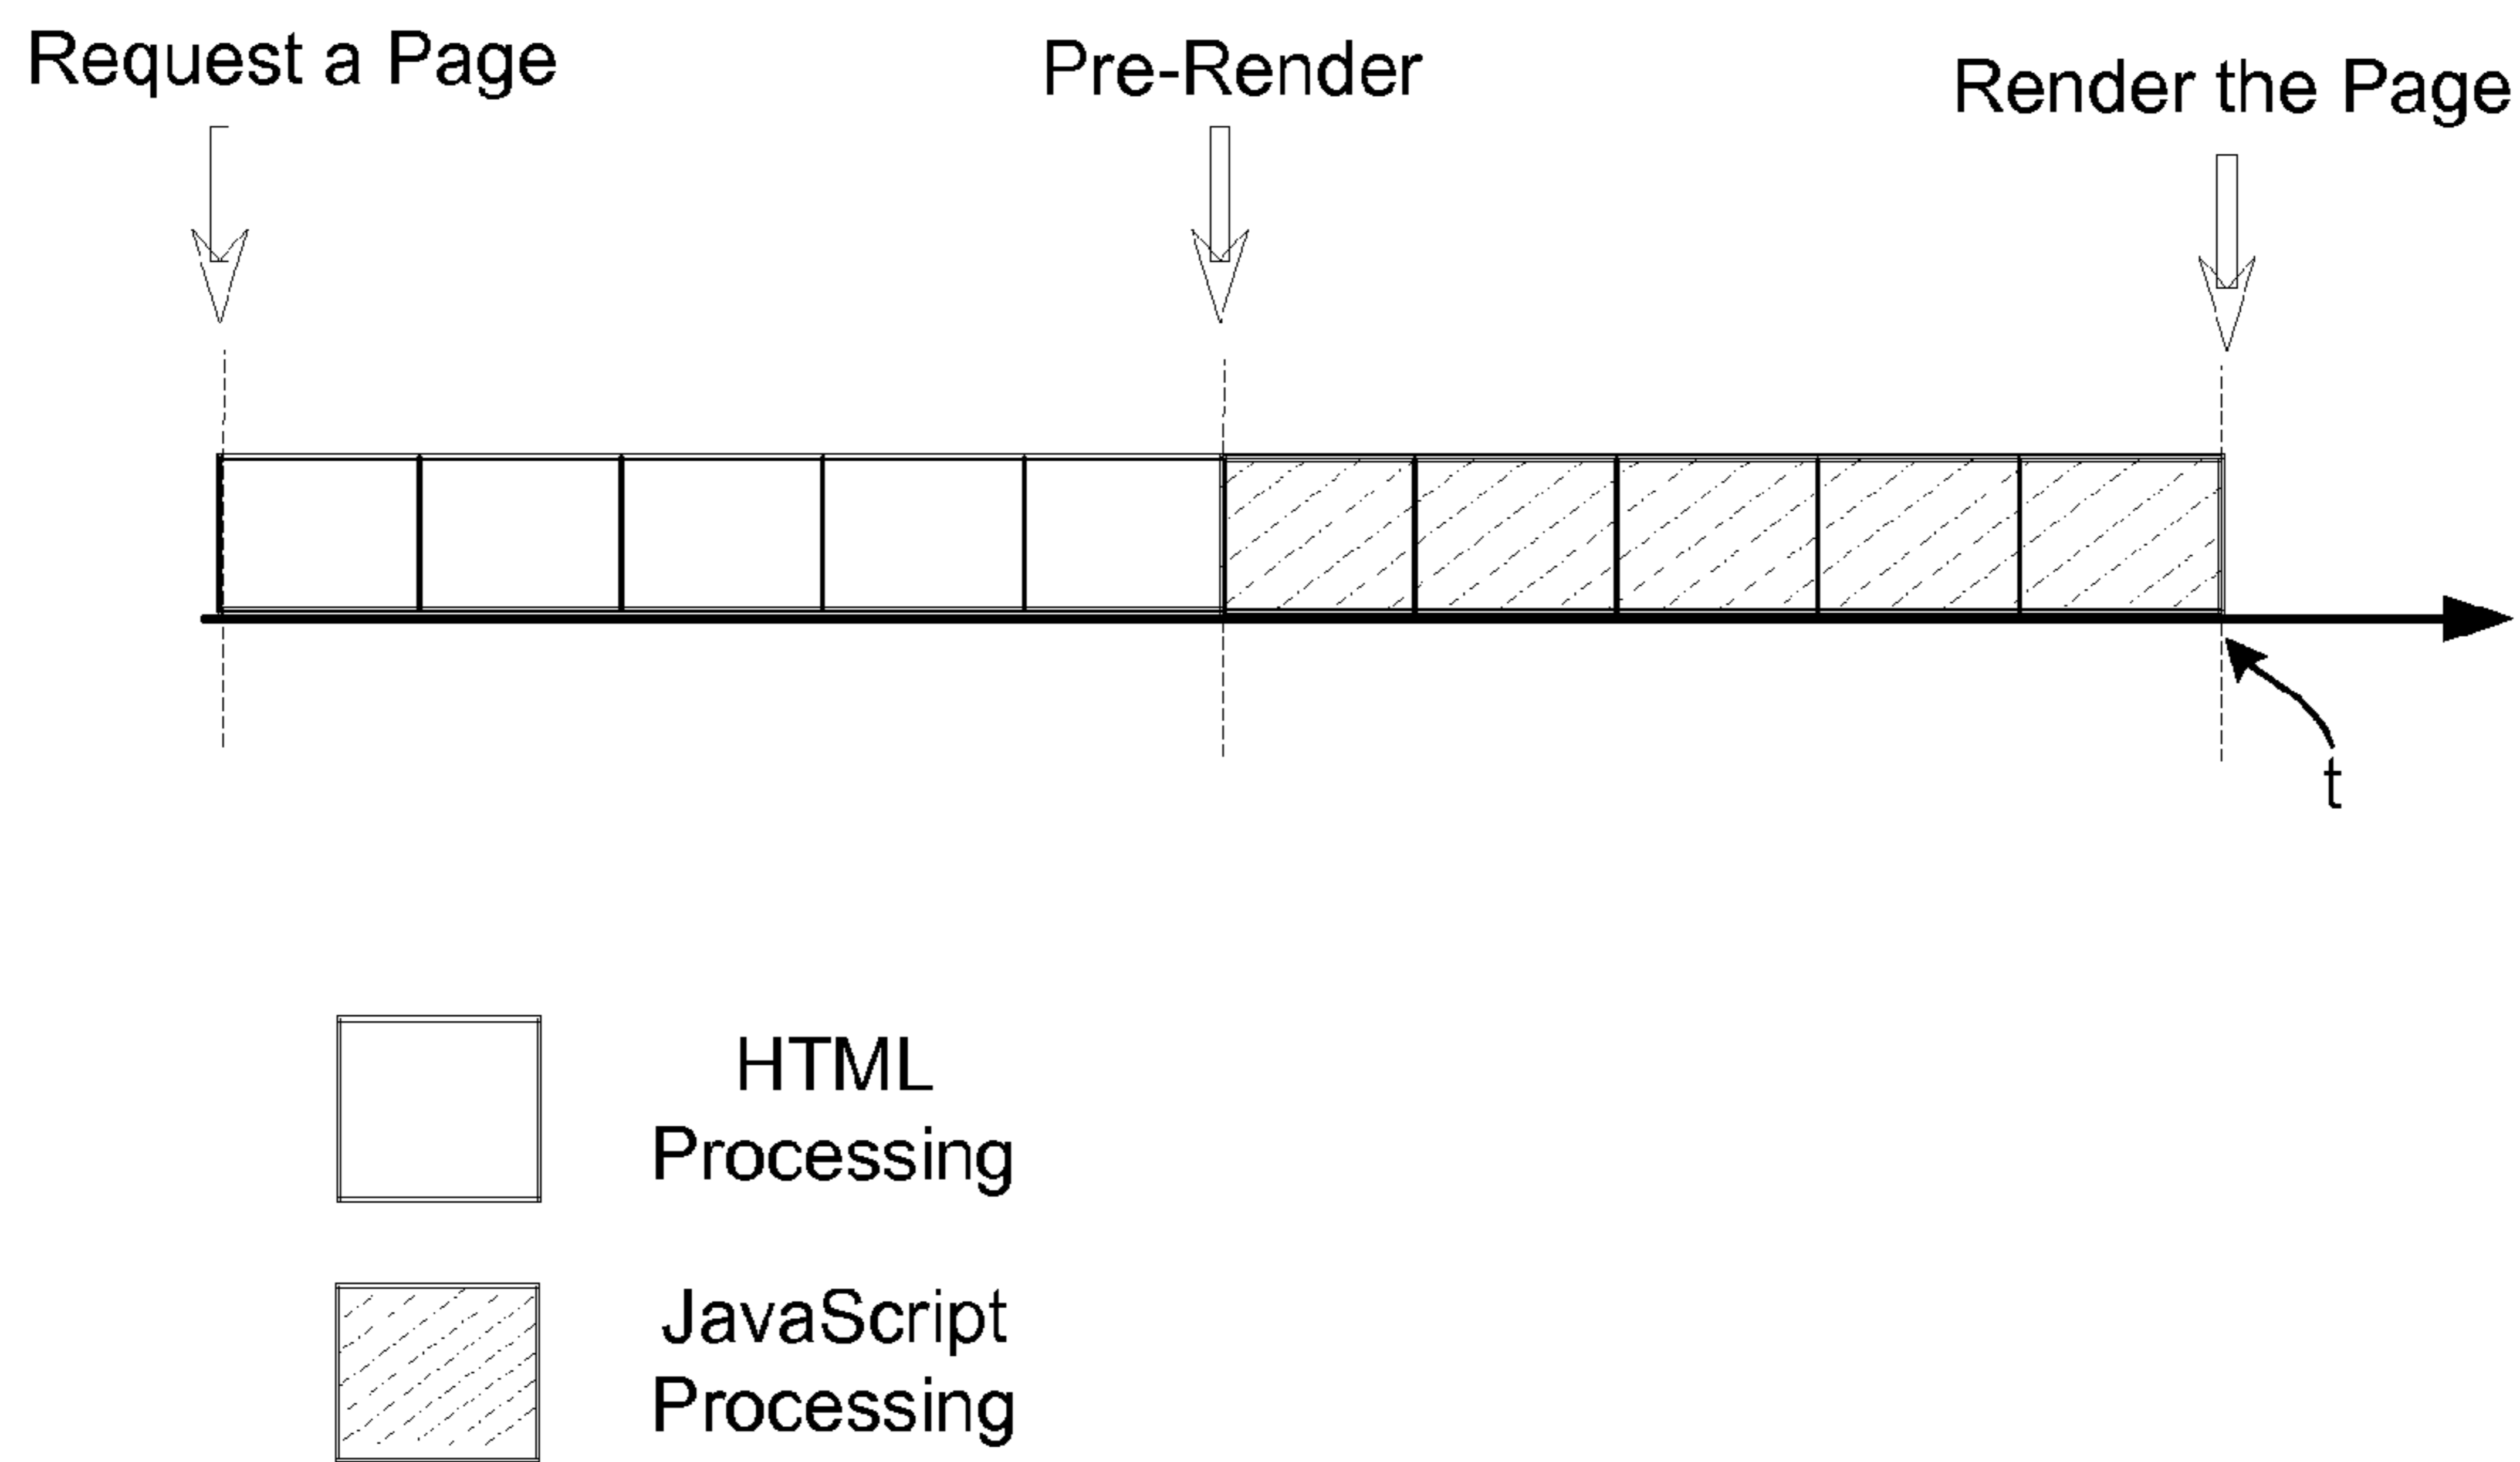 Request a Page
Pre-Render
Render the Page
t
HTML
Processing
JavaScript
Processing